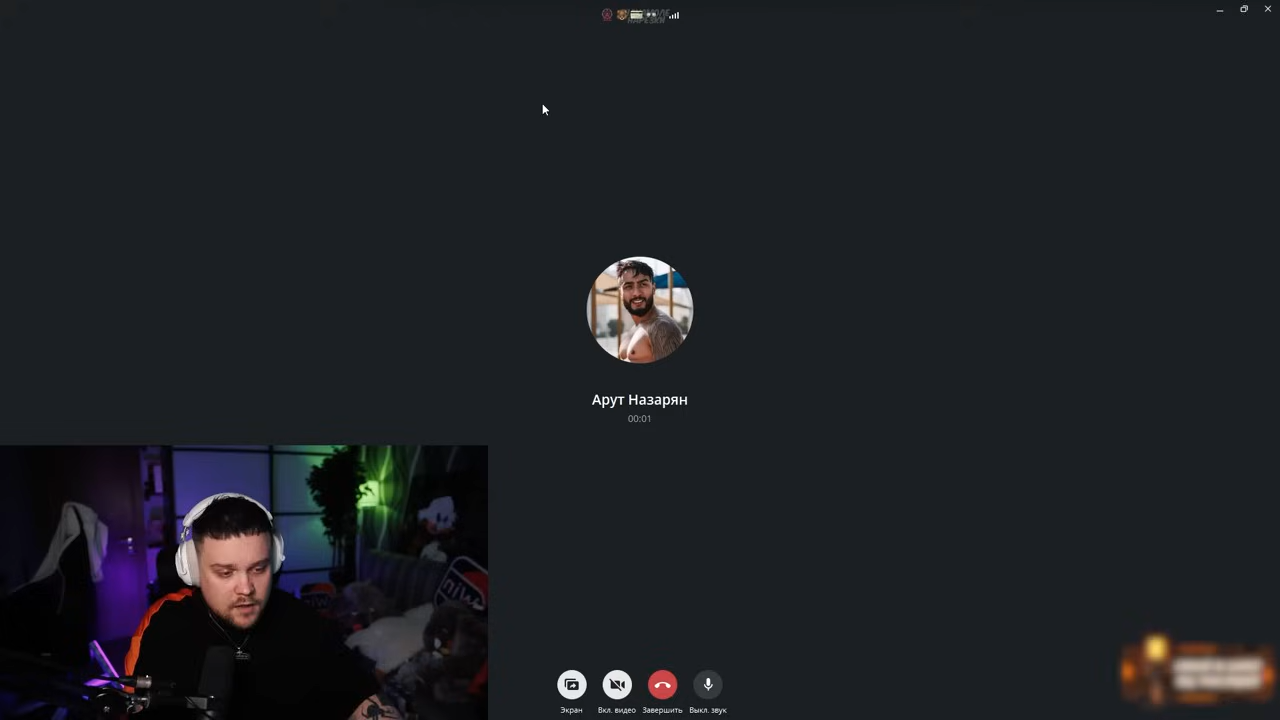 Арут Назарян
00:01
Экран
Вкл. видео
Завершить
Выкл. звук